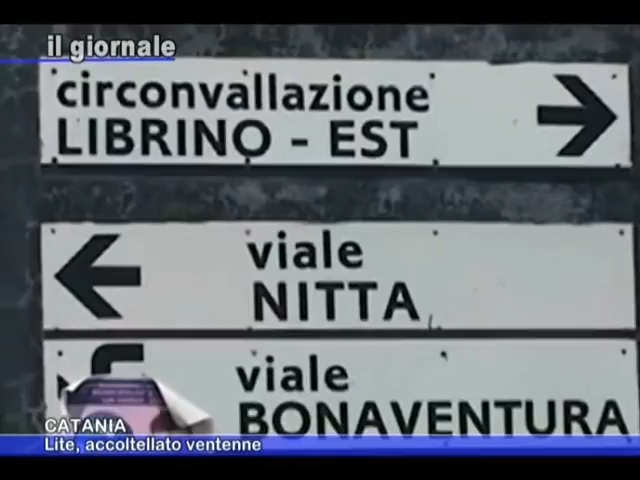 il giornale
circonvallazione
LIBRINO - EST
viale
NITTA
viale
BONAVENTURA
CATANIA
Lite, accoltellato ventenne